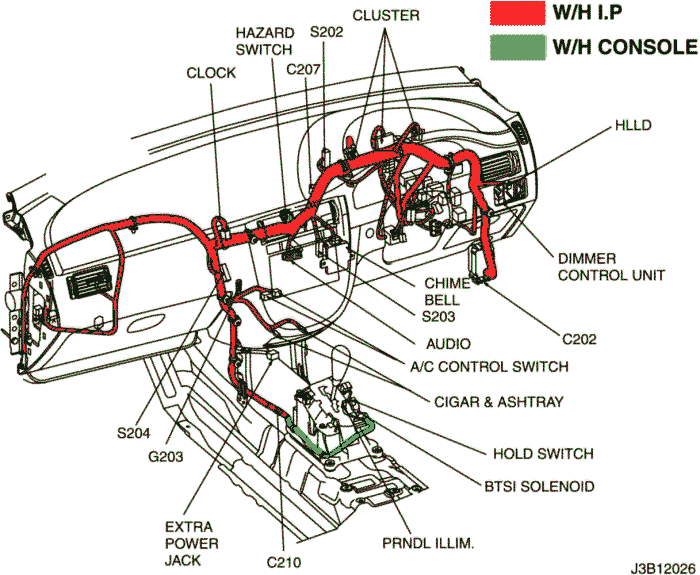 CLUSTER
W/H I.P
HAZARD
SWITCH
S202
W/H CONSOLE
CLOCK
C207
HLLD
DIMMER
CONTROL UNIT
CHIME
BELL
S203
C202
AUDIO
A/C CONTROL SWITCH
CIGAR & ASHTRAY
S204
G203
HOLD SWITCH
BTSI SOLENOID
EXTRA
POWER
JACK
C210
PRNDL ILLIM.
J3B12026